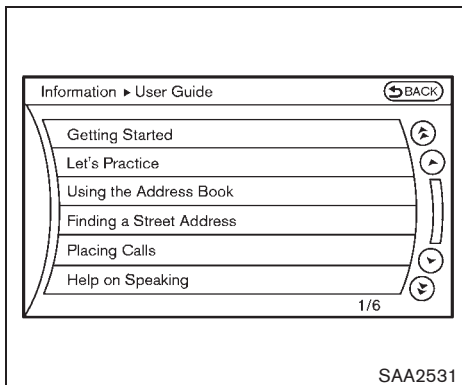 Information ▸ User Guide
BACK
Getting Started
Let's Practice
Using the Address Book
Finding a Street Address
Placing Calls
Help on Speaking
1/6
SAA2531